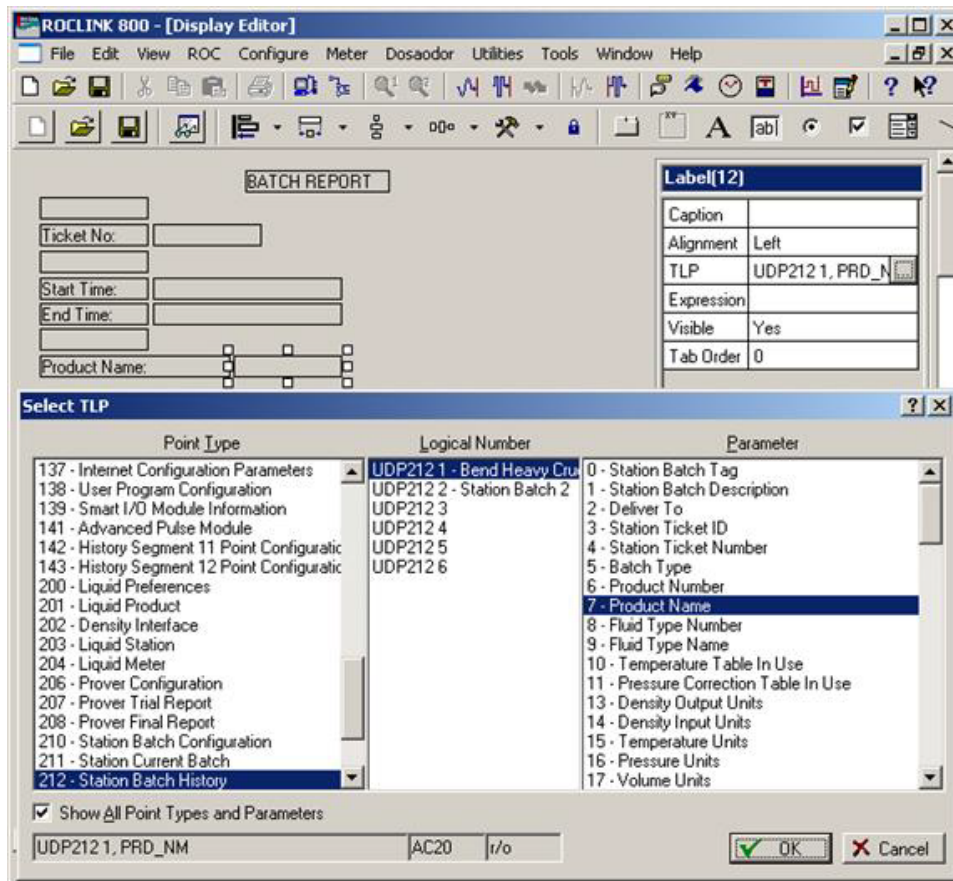 ROCLINK 800 - [Display Editor]
File Edit View ROC Configure Meter Dosaodor Utilities Tools Window Help
A ab
BATCH REPORT
Label(12)
Caption
Ticket No:
Alignment Left
TLP UDP212 1, PRD_N ...
Start Time:
Expression
End Time:
Visible Yes
Tab Order 0
Product Name:
Select TLP
Point Type Logical Number Parameter
137 - Internet Configuration Parameters UDP212 1 - Bend Heavy Cru 0 - Station Batch Tag
138 - User Program Configuration UDP212 2 - Station Batch 2 1 - Station Batch Description
139 - Smart I/O Module Information UDP212 3 2 - Deliver To
141 - Advanced Pulse Module UDP212 4 3 - Station Ticket ID
142 - History Segment 11 Point Configuratic UDP212 5 4 - Station Ticket Number
143 - History Segment 12 Point Configuratic UDP212 6 5 - Batch Type
200 - Liquid Preferences 6 - Product Number
201 - Liquid Product 7 - Product Name
202 - Density Interface 8 - Fluid Type Number
203 - Liquid Station 9 - Fluid Type Name
204 - Liquid Meter 10 - Temperature Table In Use
206 - Prover Configuration 11 - Pressure Correction Table In Use
207 - Prover Trial Report 13 - Density Output Units
208 - Prover Final Report 14 - Density Input Units
210 - Station Batch Configuration 15 - Temperature Units
211 - Station Current Batch 16 - Pressure Units
212 - Station Batch History 17 - Volume Units
Show All Point Types and Parameters
UDP212 1, PRD_NM AC20 r/o OK Cancel